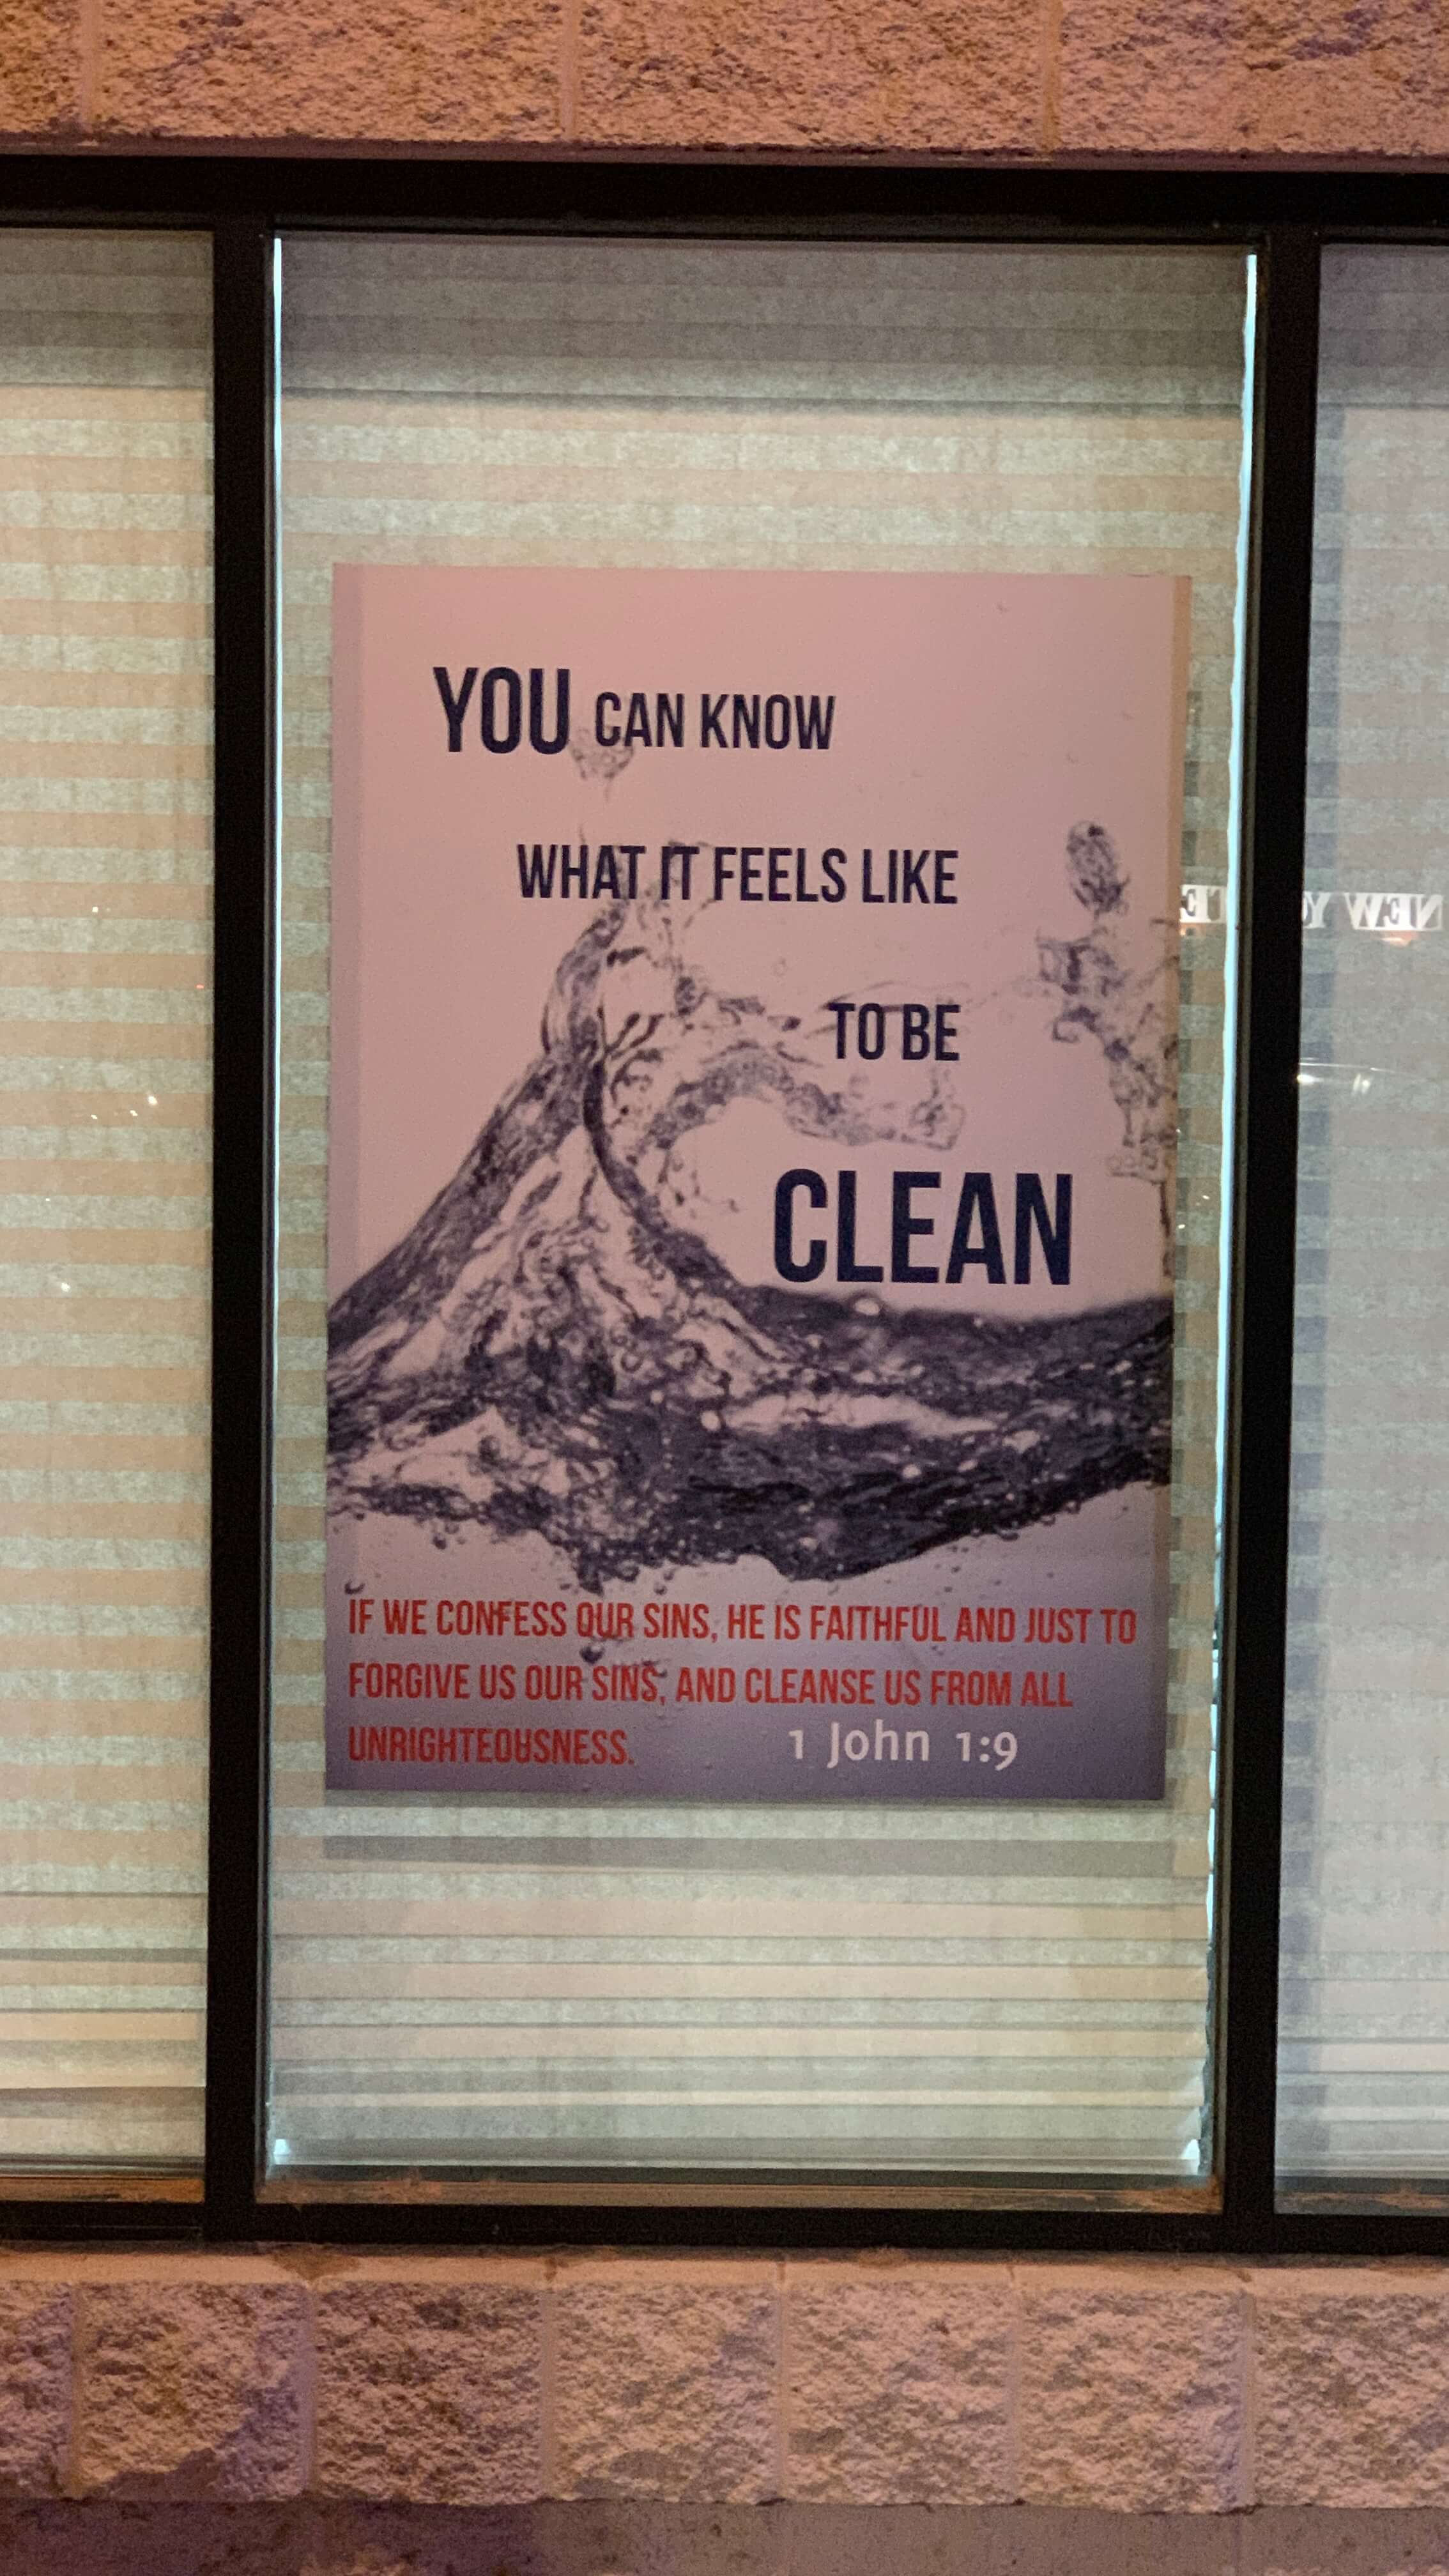 YOU CAN KNOW
WHAT IT FEELS LIKE
TO BE
CLEAN
IF WE CONFESS OUR SINS, HE IS FAITHFUL AND JUST TO
FORGIVE US OUR SINS, AND CLEANSE US FROM ALL
UNRIGHTEOUSNESS.
1 John 1:9
NEW